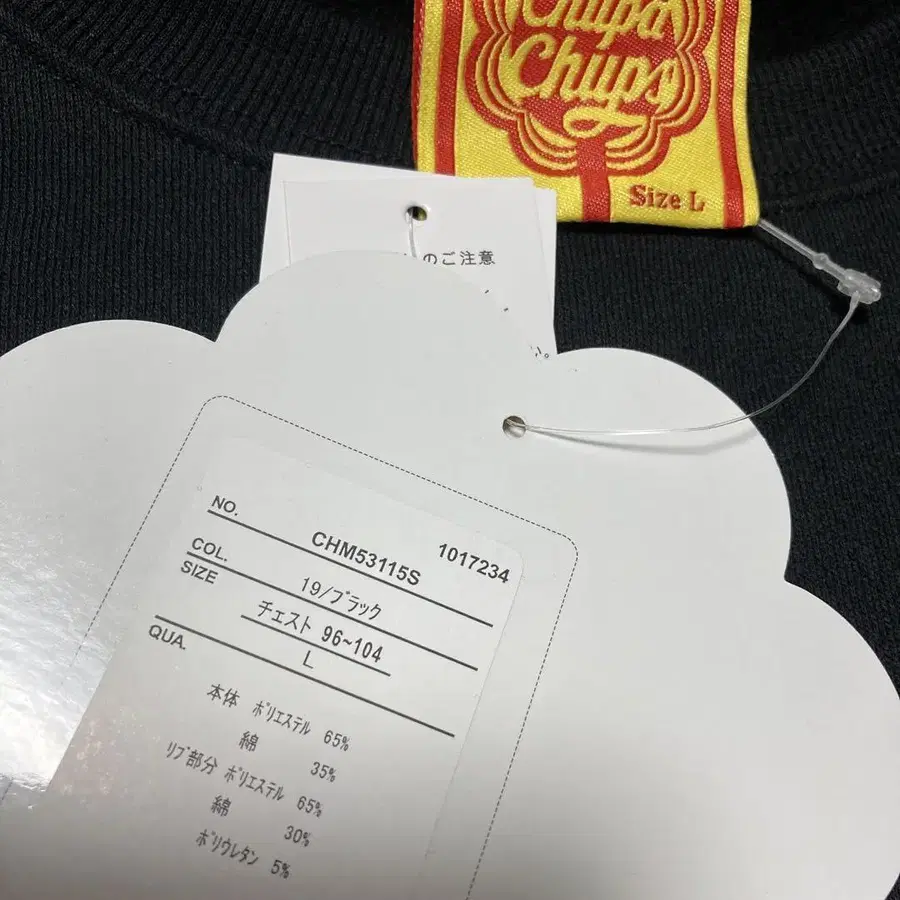 Chupa
Chups
Size L
のご注意
NO. CHM53115S 1017234
COL. 19/ブラック
SIZE チェスト 96~104
L
QUA.
本体 ポリエステル 65%
綿 35%
リブ部分 ポリエステル 65%
綿 30%
ポリウレタン 5%